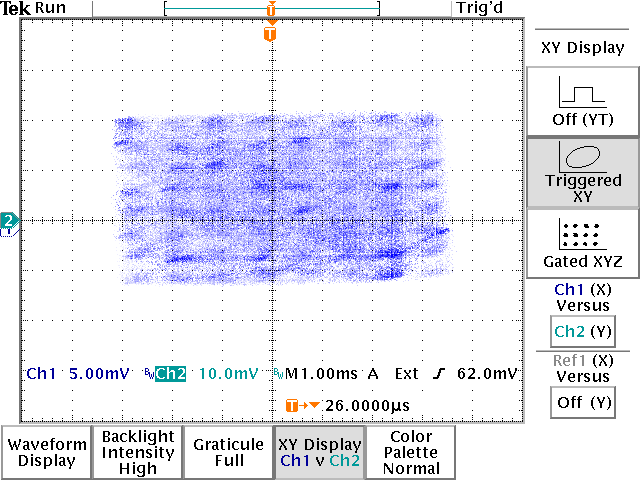 Tek Run
Trig'd
T
T
XY Display
Off (YT)
Triggered
XY
2
Gated XYZ
Ch1 (X)
Versus
Ch2 (Y)
Ref1 (X)
Versus
Off (Y)
Ch1 5.00mV BW Ch2 10.0mV BW M1.00ms A Ext 62.0mV
T 26.0000µs
Waveform
Display
Backlight
Intensity
High
Graticule
Full
XY Display
Ch1 v Ch2
Color
Palette
Normal